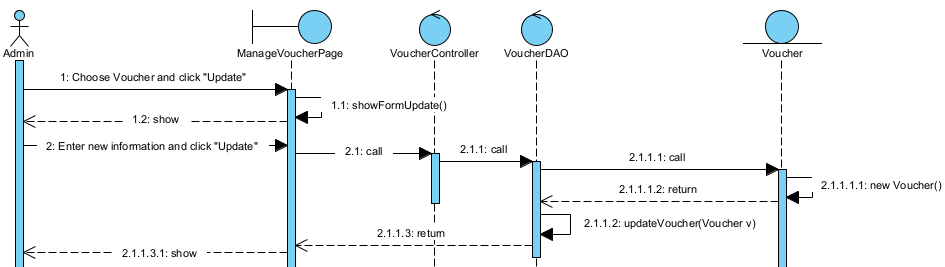 Admin
ManageVoucherPage
VoucherController
VoucherDAO
Voucher
1: Choose Voucher and click "Update"
1.1: showFormUpdate()
1.2: show
2: Enter new information and click "Update"
2.1: call
2.1.1: call
2.1.1.1: call
2.1.1.1.1: new Voucher()
2.1.1.1.2: return
2.1.1.2: updateVoucher(Voucher v)
2.1.1.3: return
2.1.1.3.1: show